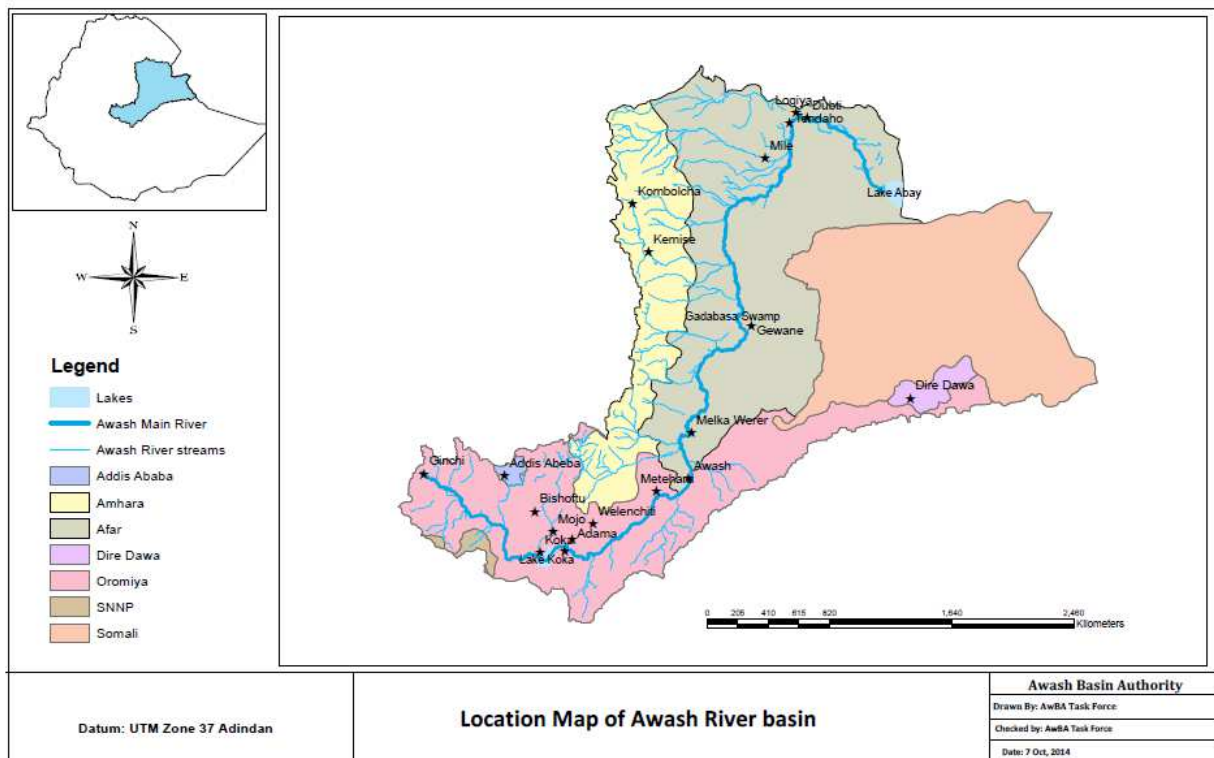 N
W
E
S
Legend
Lakes
Awash Main River
Awash River streams
Addis Ababa
Amhara
Afar
Dire Dawa
Oromiya
SNNP
Somali
Logiya
Dubti
Tendaho
Mile
Lake Abay
Kombolcha
Kemise
Gadabasa Swamp
Gewane
Dire Dawa
Melka Werer
Ginchi
Addis Abeba
Awash
Metehara
Bishoftu
Mojo
Welenchiti
Koka
Adama
Lake Koka
0 205 410 615 820 1,640 2,460
Kilometers
Datum: UTM Zone 37 Adindan
Location Map of Awash River basin
Awash Basin Authority
Drawn By: AwBA Task Force
Checked by: AwBA Task Force
Date: 7 Oct, 2014